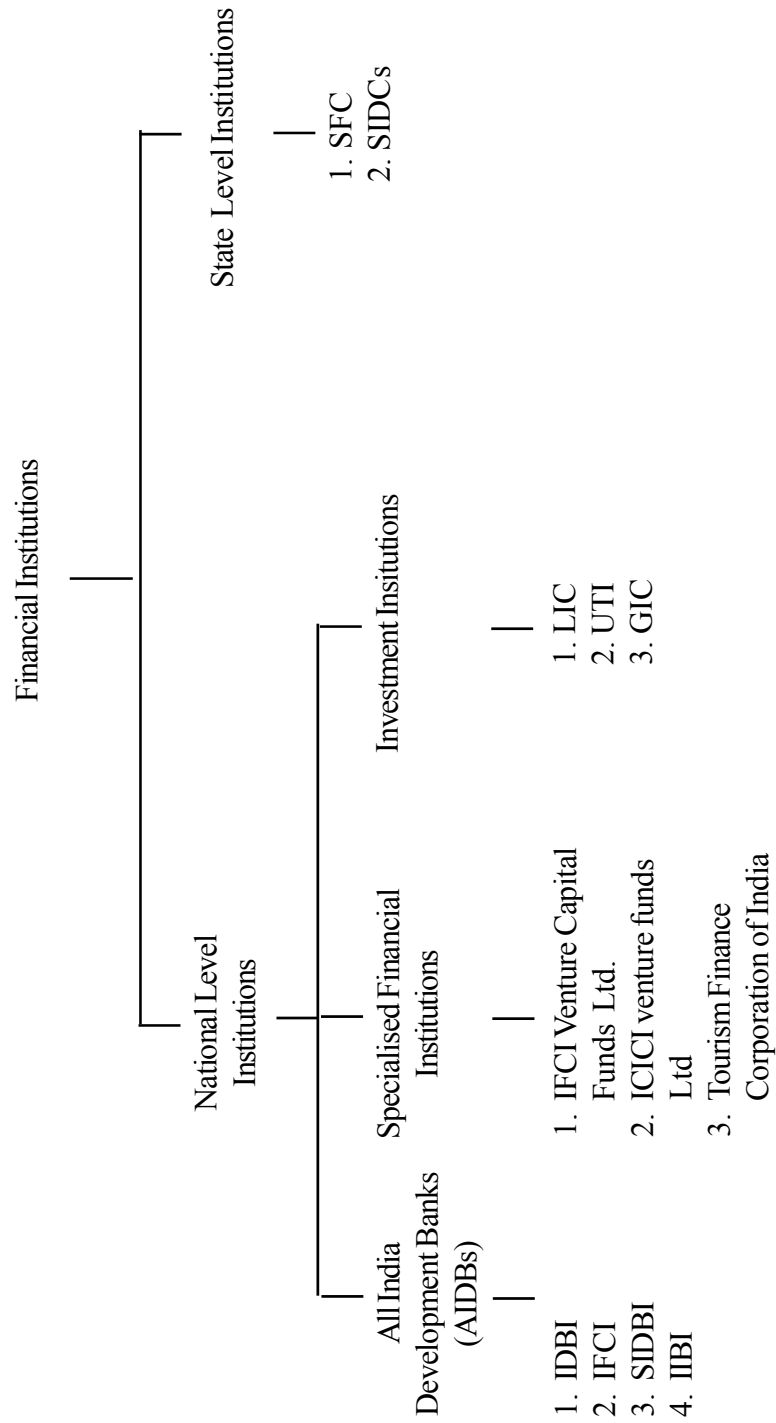 Financial Institutions
National Level
Institutions
State Level Institutions
All India
Development Banks
(AIDBs)
Specialised Financial
Institutions
Investment Insitutions
1. IDBI
2. IFCI
3. SIDBI
4. IIBI
1. IFCI Venture Capital
Funds Ltd.
2. ICICI venture funds
Ltd
3. Tourism Finance
Corporation of India
1. LIC
2. UTI
3. GIC
1. SFC
2. SIDCs